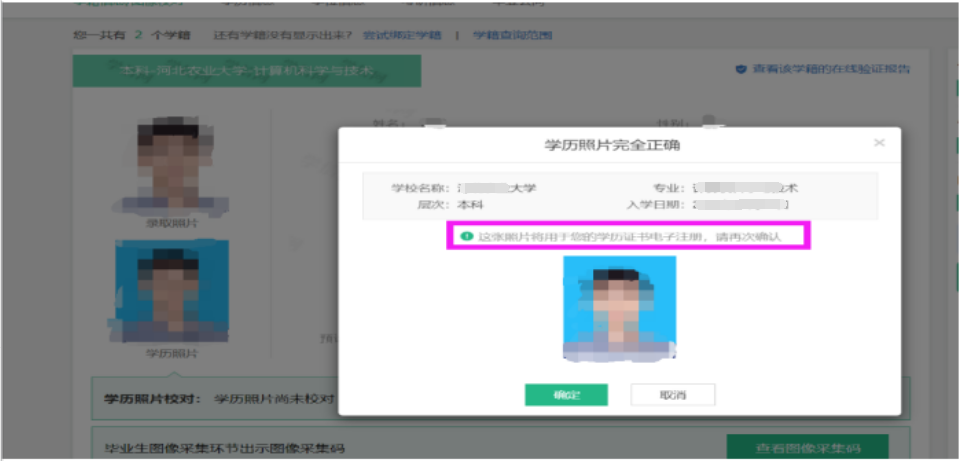 您一共有 2 个学籍 还有学籍没有显示出来？ 尝试绑定学籍 | 学籍查询范围
本科-河北农业大学-计算机科学与技术
查看该学籍的在线验证报告
姓名：
性别：
录取照片
学历照片
学历照片校对： 学历照片尚未校对
毕业生图像采集环节出示图像采集码
查看图像采集码
学历照片完全正确
×
学校名称： 大学
专业： 术
层次： 本科
入学日期：
这张照片将用于您的学历证书电子注册，请再次确认
确定
取消